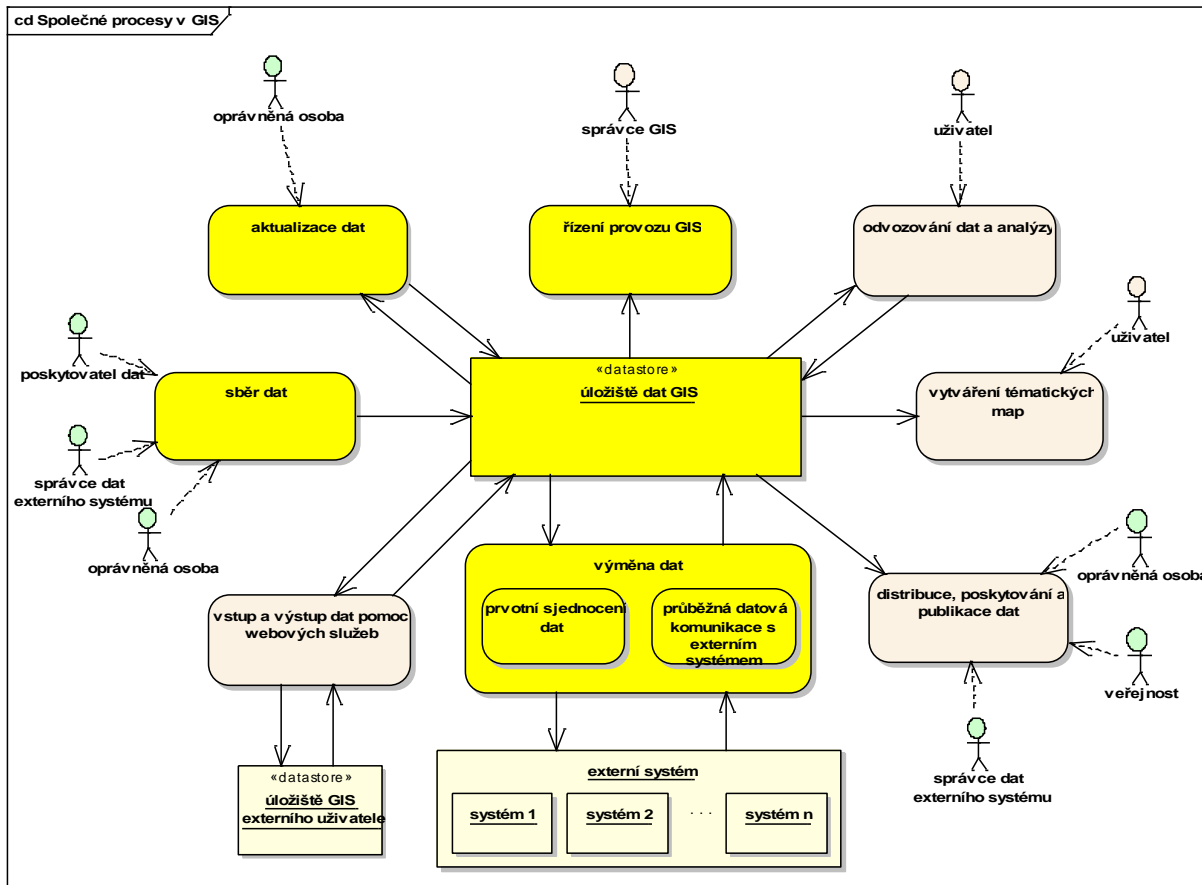 cd Společné procesy v GIS
oprávněná osoba
správce GIS
uživatel
aktualizace dat
řízení provozu GIS
odvozování dat a analýzy
poskytovatel dat
uživatel
«datastore»
úložiště dat GIS
sběr dat
vytváření tématických
map
správce dat
externího systému
oprávněná osoba
výměna dat
prvotní sjednocení
dat
průběžná datová
komunikace s
externím
systémem
vstup a výstup dat pomoc
webových služeb
distribuce, poskytování a
publikace dat
oprávněná osoba
veřejnost
správce dat
externího systému
«datastore»
úložiště GIS
externího uživatele
externí systém
systém 1
systém 2
. . .
systém n